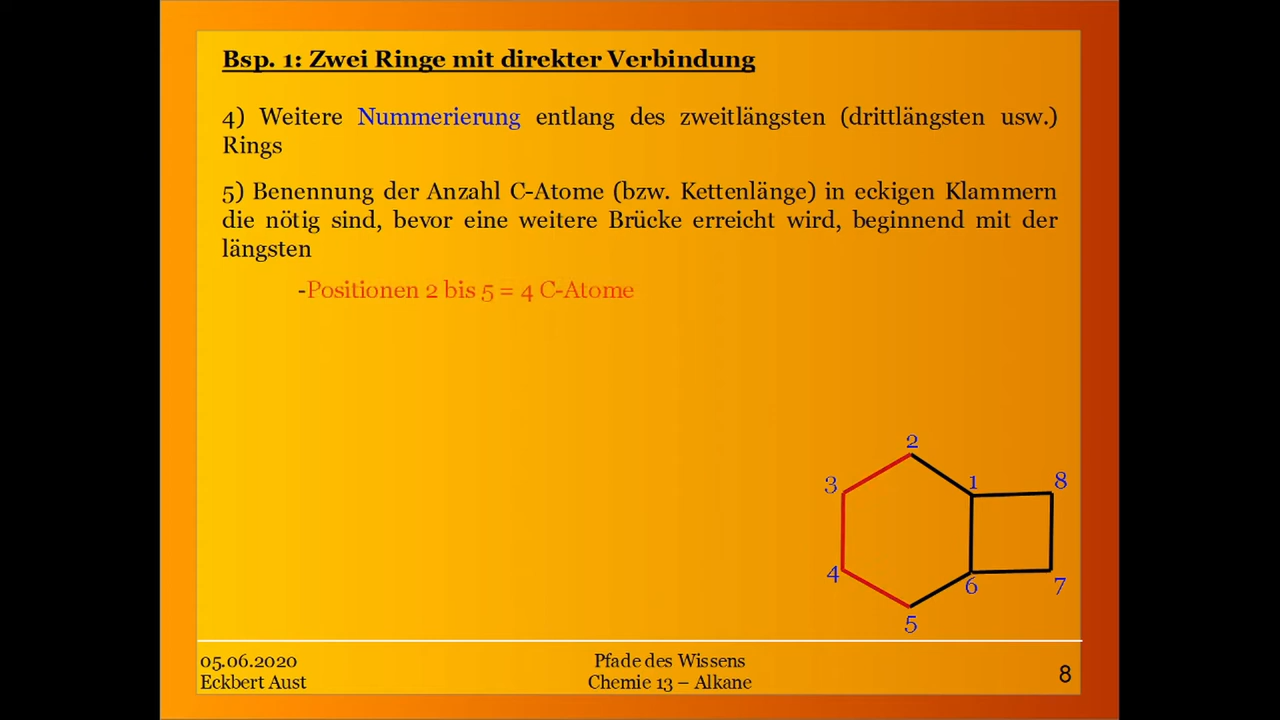 Bsp. 1: Zwei Ringe mit direkter Verbindung
4) Weitere Nummerierung entlang des zweitlängsten (drittlängsten usw.)
Rings
5) Benennung der Anzahl C-Atome (bzw. Kettenlänge) in eckigen Klammern
die nötig sind, bevor eine weitere Brücke erreicht wird, beginnend mit der
längsten
-Positionen 2 bis 5 = 4 C-Atome
2
3
1
8
4
6
7
5
05.06.2020
Eckbert Aust
Pfade des Wissens
Chemie 13 – Alkane
8